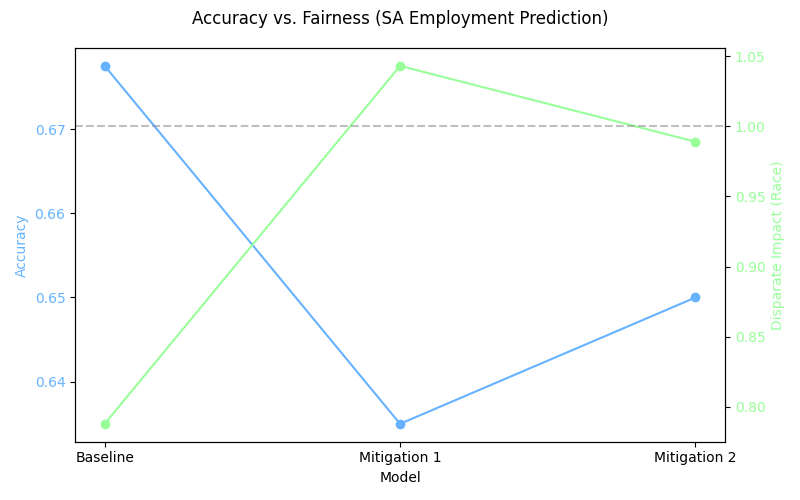 Accuracy vs. Fairness (SA Employment Prediction)
Accuracy
0.67
0.66
0.65
0.64
1.05
1.00
0.95
0.90
0.85
0.80
Disparate Impact (Race)
Baseline
Mitigation 1
Mitigation 2
Model